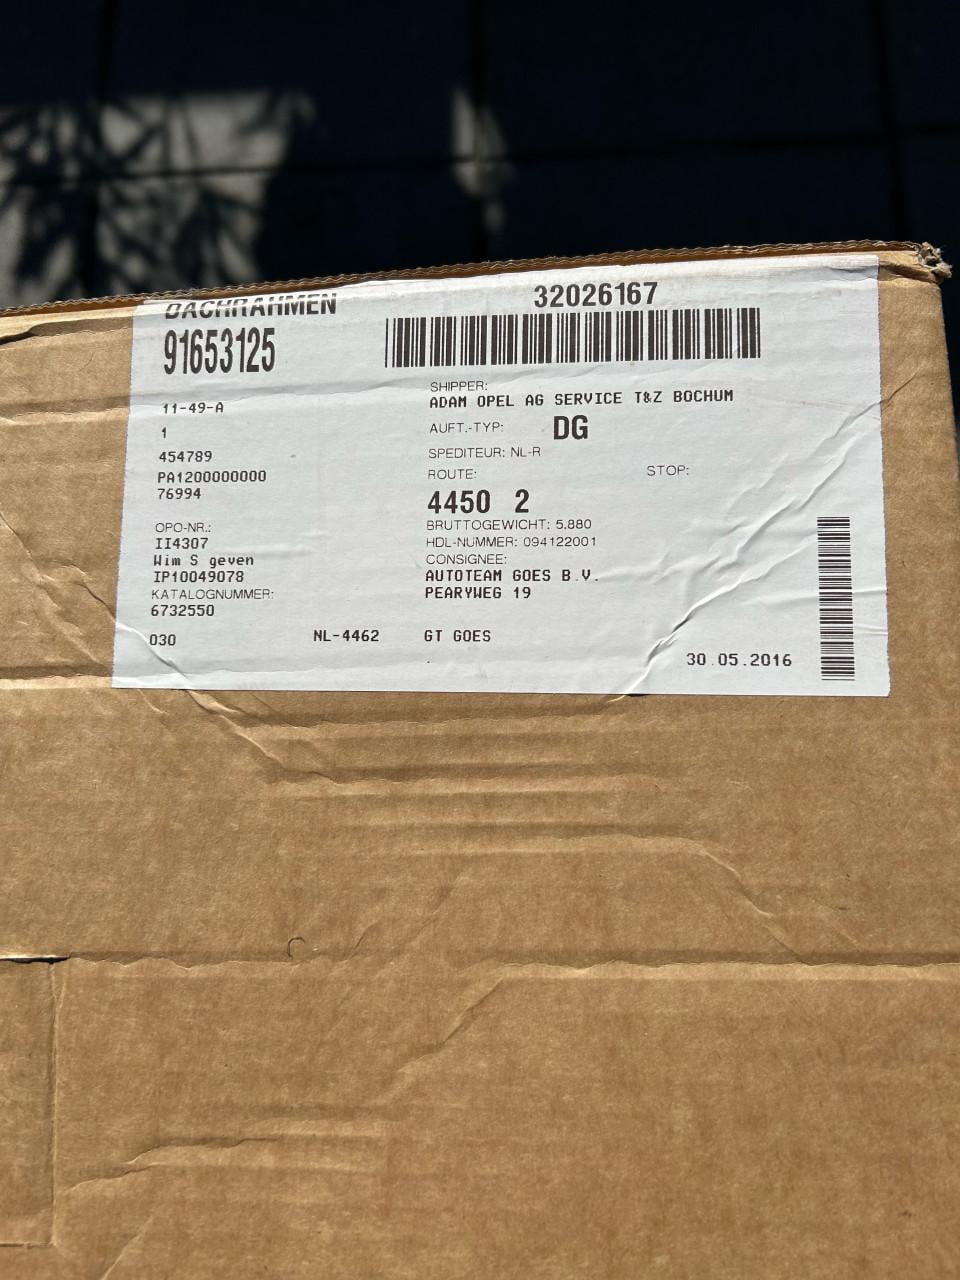 DACHRAHMEN
91653125
11-49-A
1
454789
PA1200000000
76994
OPO-NR.:
II4307
Wim S geven
IP10049078
KATALOGNUMMER:
6732550
030
NL-4462
32026167
SHIPPER:
ADAM OPEL AG SERVICE T&Z BOCHUM
AUFT.-TYP: DG
SPEDITEUR: NL-R
ROUTE: STOP:
4450 2
BRUTTOGEWICHT: 5.880
HDL-NUMMER: 094122001
CONSIGNEE:
AUTOTEAM GOES B.V.
PEARYWEG 19
GT GOES
30.05.2016